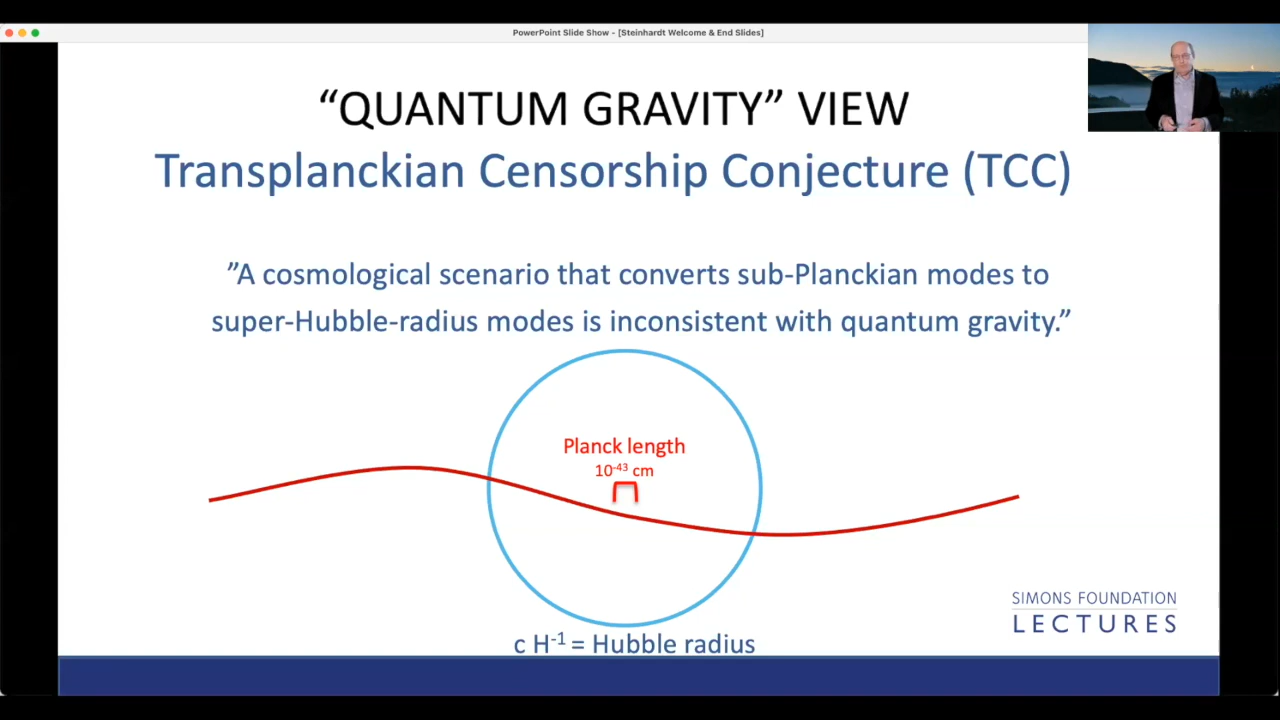 PowerPoint Slide Show - [Steinhardt Welcome & End Slides]
“QUANTUM GRAVITY” VIEW
Transplanckian Censorship Conjecture (TCC)
”A cosmological scenario that converts sub-Planckian modes to
super-Hubble-radius modes is inconsistent with quantum gravity.”
Planck length
10⁻⁴³ cm
SIMONS FOUNDATION
LECTURES
c H⁻¹ = Hubble radius